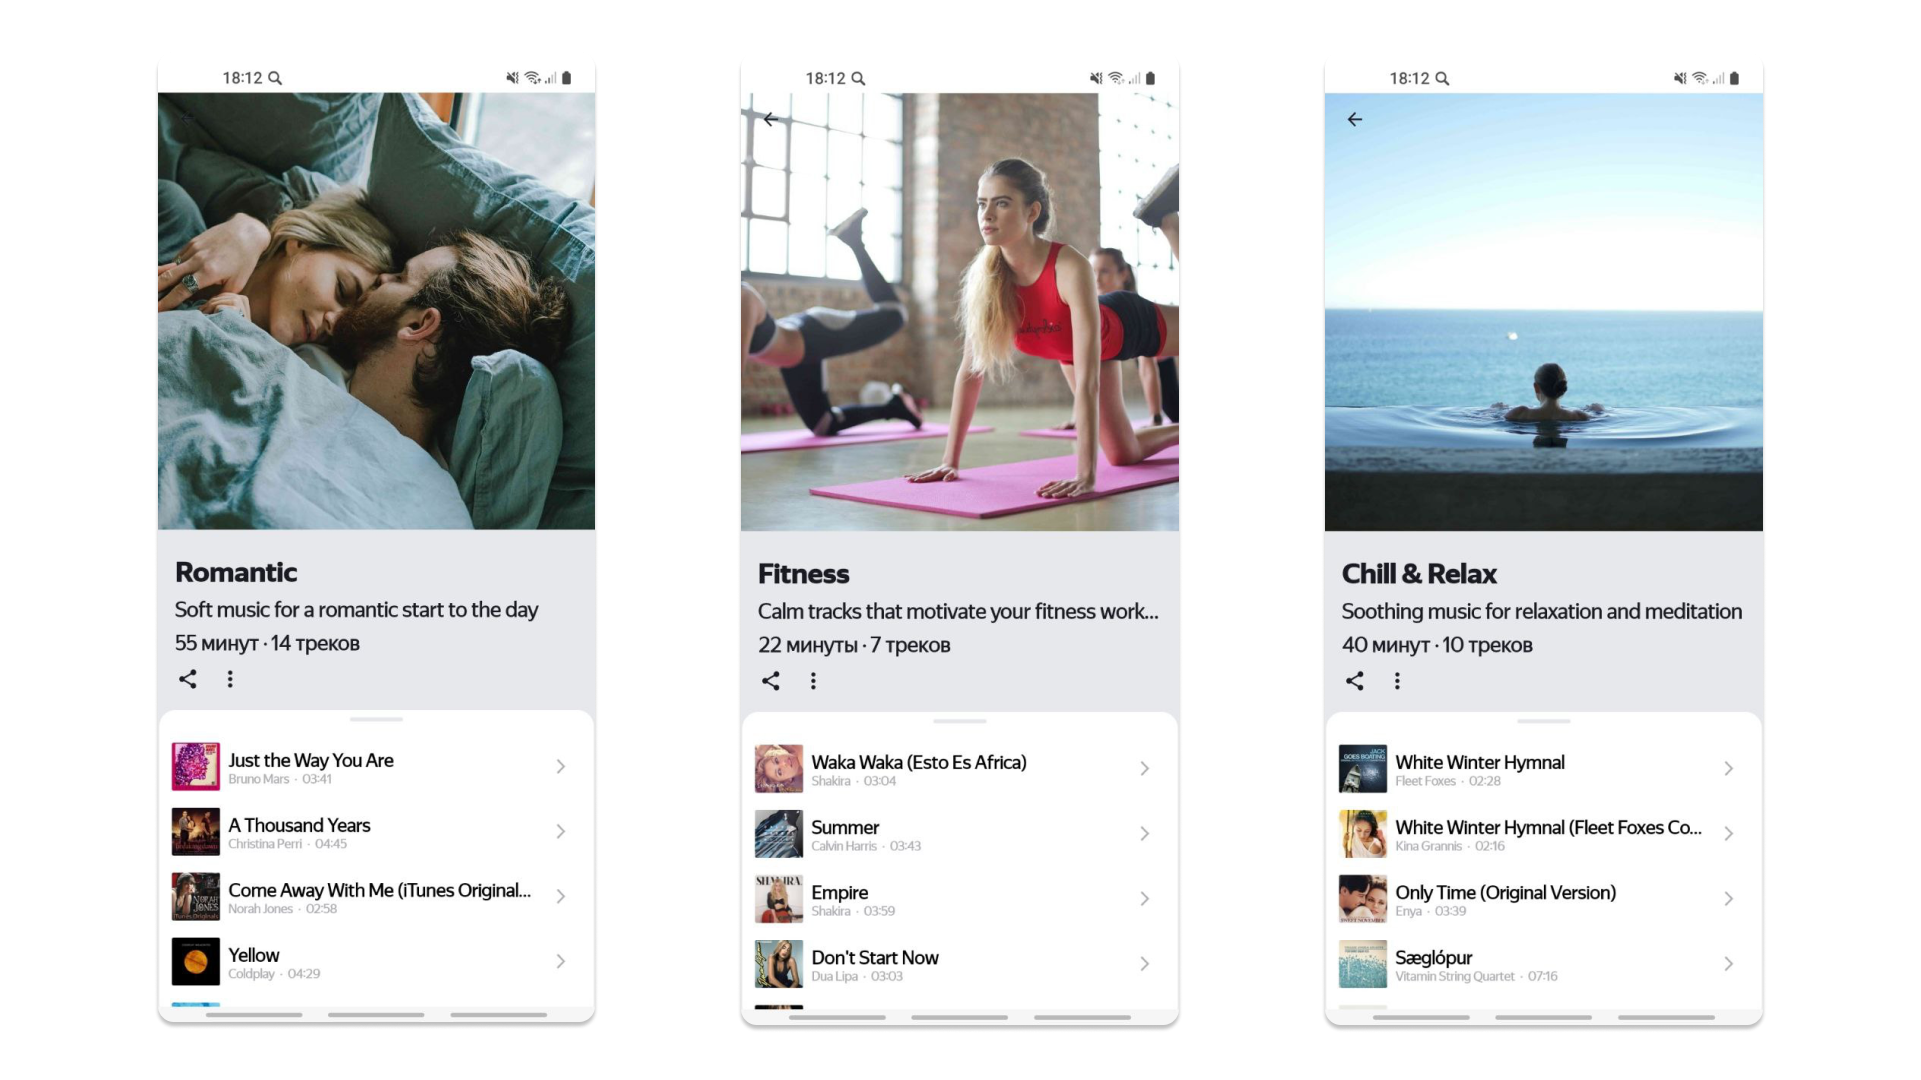 18:12
Romantic
Soft music for a romantic start to the day
55 минут · 14 треков
Just the Way You Are
Bruno Mars · 03:41
A Thousand Years
Christina Perri · 04:45
Come Away With Me (iTunes Original...
Norah Jones · 02:58
Yellow
Coldplay · 04:29
18:12
Fitness
Calm tracks that motivate your fitness work...
22 минуты · 7 треков
Waka Waka (Esto Es Africa)
Shakira · 03:04
Summer
Calvin Harris · 03:43
SHAKIRA
Empire
Shakira · 03:59
Don't Start Now
Dua Lipa · 03:03
18:12
Chill & Relax
Soothing music for relaxation and meditation
40 минут · 10 треков
JACK
GOES BOATING
White Winter Hymnal
Fleet Foxes · 02:28
White Winter Hymnal (Fleet Foxes Co...
Kina Grannis · 02:16
Only Time (Original Version)
Enya · 03:39
Sæglópur
Vitamin String Quartet · 07:16